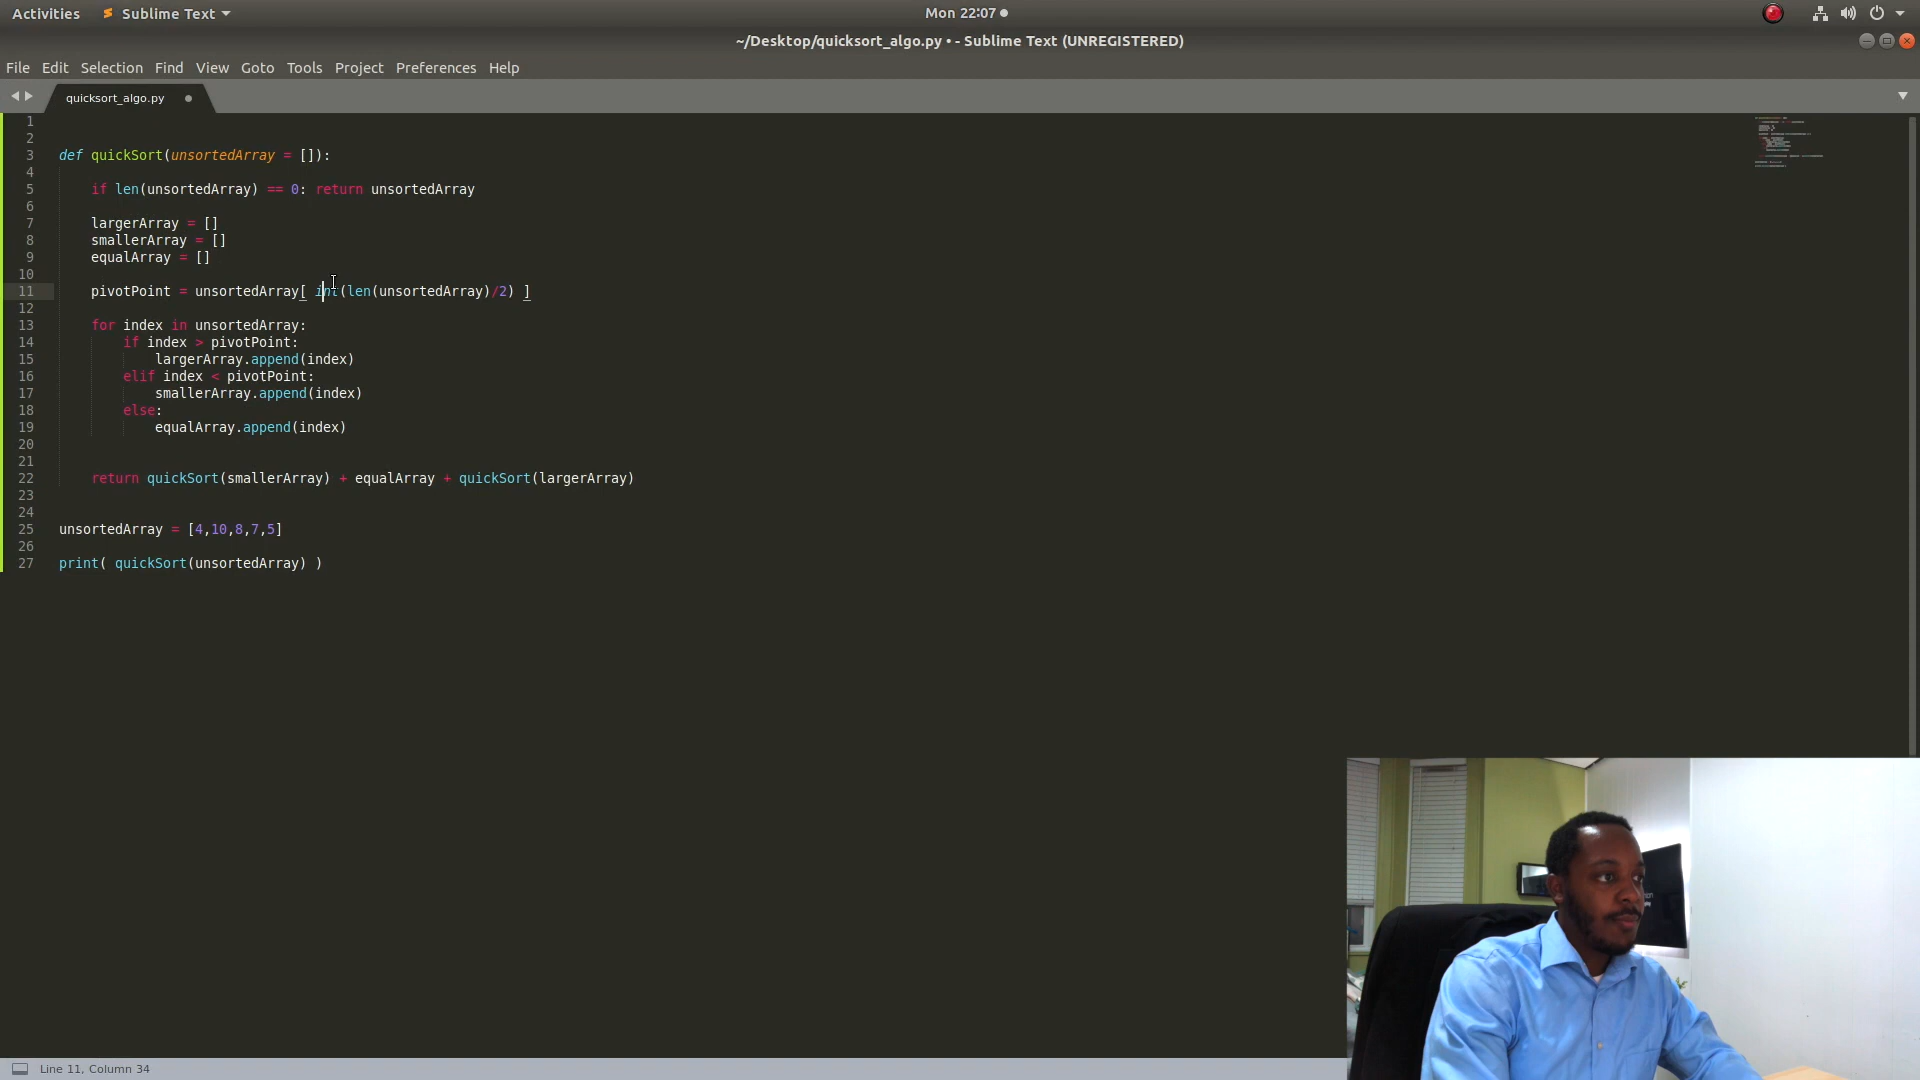 Activities Sublime Text Mon 22:07
~/Desktop/quicksort_algo.py • - Sublime Text (UNREGISTERED)
File Edit Selection Find View Goto Tools Project Preferences Help
quicksort_algo.py
1
2
3 def quickSort(unsortedArray = []):
4
5 if len(unsortedArray) == 0: return unsortedArray
6
7 largerArray = []
8 smallerArray = []
9 equalArray = []
10
11 pivotPoint = unsortedArray[ int(len(unsortedArray)/2) ]
12
13 for index in unsortedArray:
14 if index > pivotPoint:
15 largerArray.append(index)
16 elif index < pivotPoint:
17 smallerArray.append(index)
18 else:
19 equalArray.append(index)
20
21
22 return quickSort(smallerArray) + equalArray + quickSort(largerArray)
23
24
25 unsortedArray = [4,10,8,7,5]
26
27 print( quickSort(unsortedArray) )
Line 11, Column 34